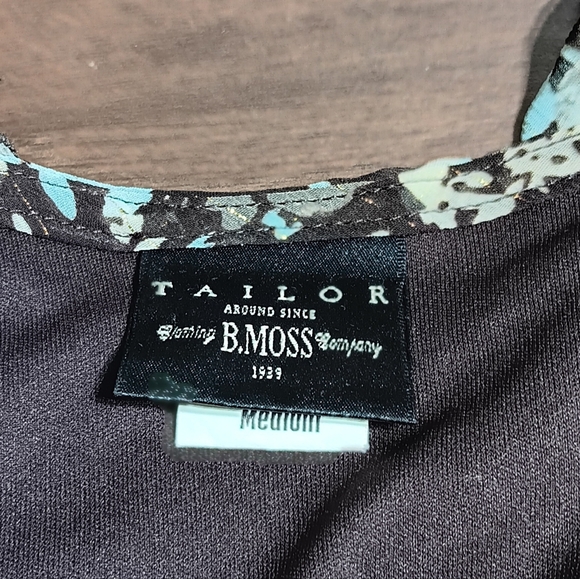 TAILOR
AROUND SINCE
Clothing B.MOSS Company
1939
Medium